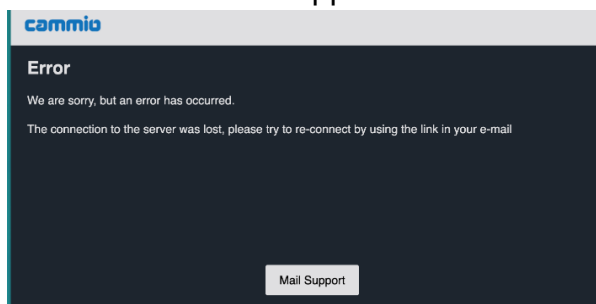 cammio
Error
We are sorry, but an error has occurred.
The connection to the server was lost, please try to re-connect by using the link in your e-mail
Mail Support